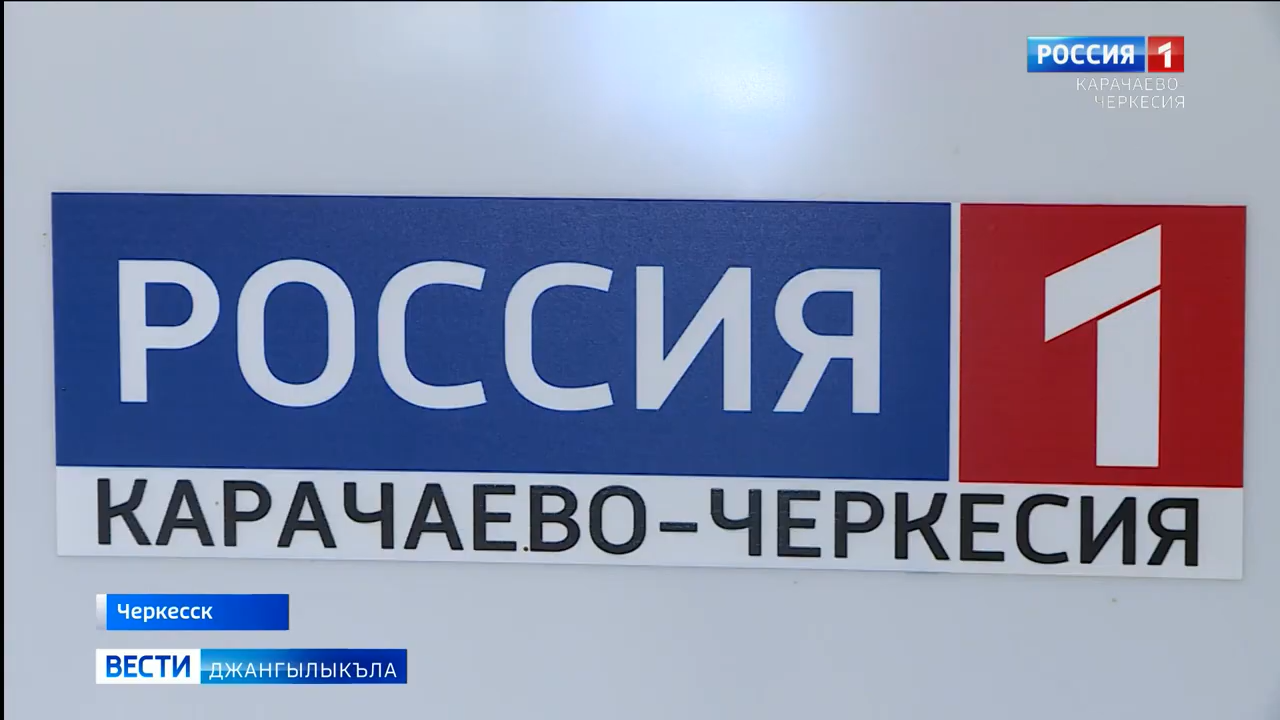 РОССИЯ 1
КАРАЧАЕВО-
ЧЕРКЕСИЯ
РОССИЯ 1
КАРАЧАЕВО-ЧЕРКЕСИЯ
Черкесск
ВЕСТИ ДЖАНГЫЛЫКЪЛА